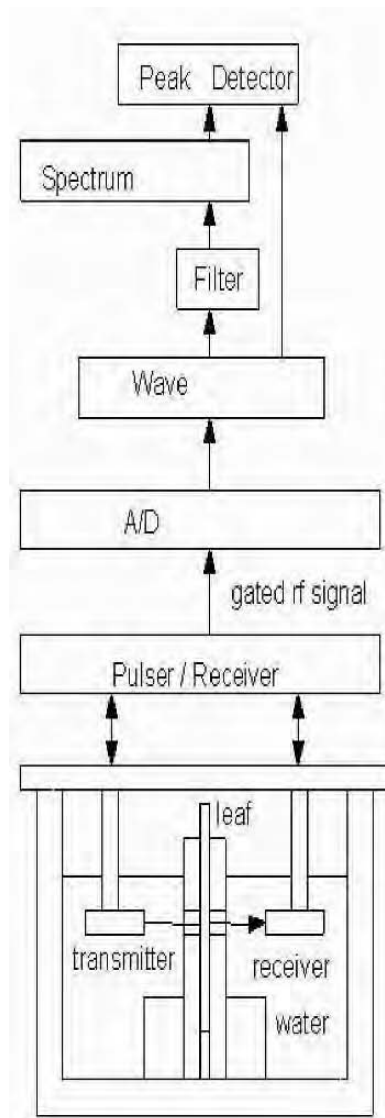 Peak Detector
Spectrum
Filter
Wave
A/D
gated rf signal
Pulser / Receiver
leaf
transmitter
receiver
water